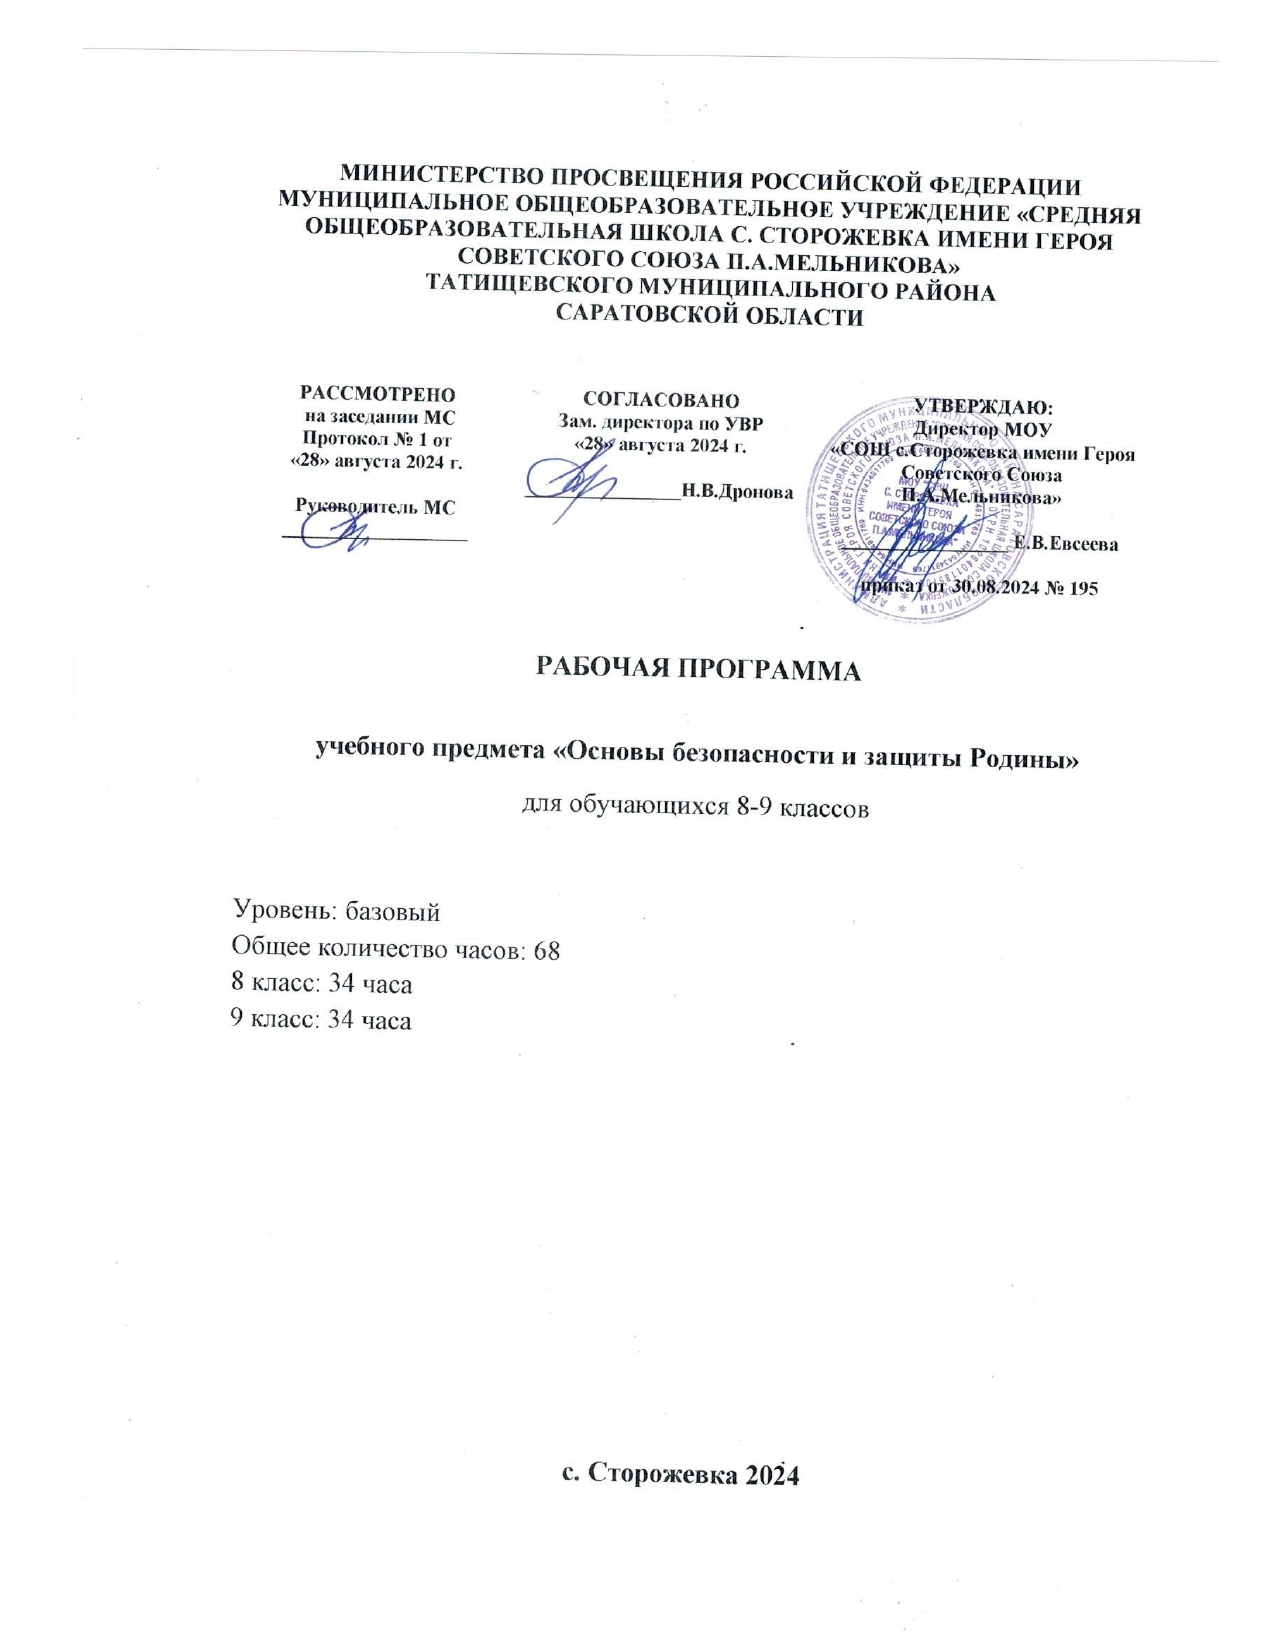 МИНИСТЕРСТВО ПРОСВЕЩЕНИЯ РОССИЙСКОЙ ФЕДЕРАЦИИ
МУНИЦИПАЛЬНОЕ ОБЩЕОБРАЗОВАТЕЛЬНОЕ УЧРЕЖДЕНИЕ «СРЕДНЯЯ
ОБЩЕОБРАЗОВАТЕЛЬНАЯ ШКОЛА С. СТОРОЖЕВКА ИМЕНИ ГЕРОЯ
СОВЕТСКОГО СОЮЗА П.А.МЕЛЬНИКОВА»
ТАТИЩЕВСКОГО МУНИЦИПАЛЬНОГО РАЙОНА
САРАТОВСКОЙ ОБЛАСТИ
РАССМОТРЕНО
на заседании МС
Протокол № 1 от
«28» августа 2024 г.
Руководитель МС
СОГЛАСОВАНО
Зам. директора по УВР
«28» августа 2024 г.
Н.В.Дронова
УТВЕРЖДАЮ:
Директор МОУ
«СОШ с.Сторожевка имени Героя
Советского Союза
П.А.Мельникова»
Е.В.Евсеева
приказ от 30.08.2024 № 195
РАБОЧАЯ ПРОГРАММА
учебного предмета «Основы безопасности и защиты Родины»
для обучающихся 8-9 классов
Уровень: базовый
Общее количество часов: 68
8 класс: 34 часа
9 класс: 34 часа
с. Сторожевка 2024